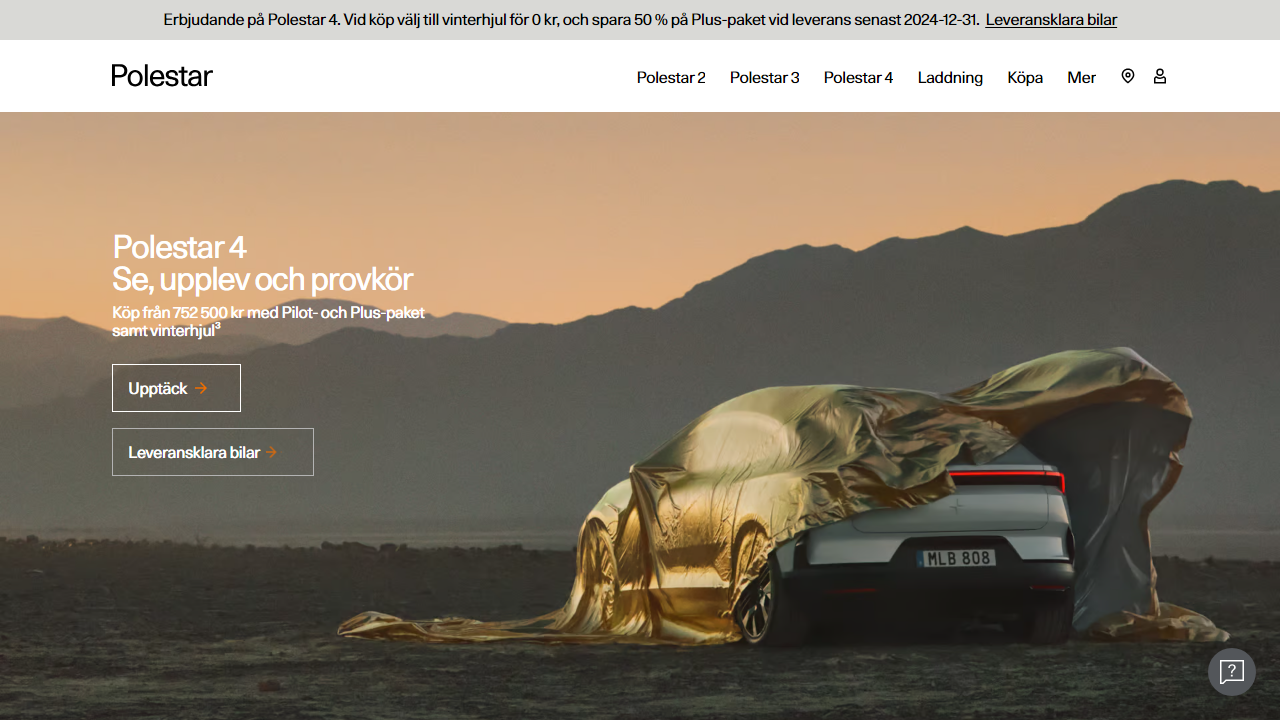 Erbjudande på Polestar 4. Vid köp välj till vinterhjul för 0 kr, och spara 50 % på Plus-paket vid leverans senast 2024-12-31. Leveransklara bilar
Polestar
Polestar 2 Polestar 3 Polestar 4 Laddning Köpa Mer
Polestar 4
Se, upplev och provkör
Köp från 752 500 kr med Pilot- och Plus-paket
samt vinterhjul³
Upptäck →
Leveransklara bilar →
MLB 808
?